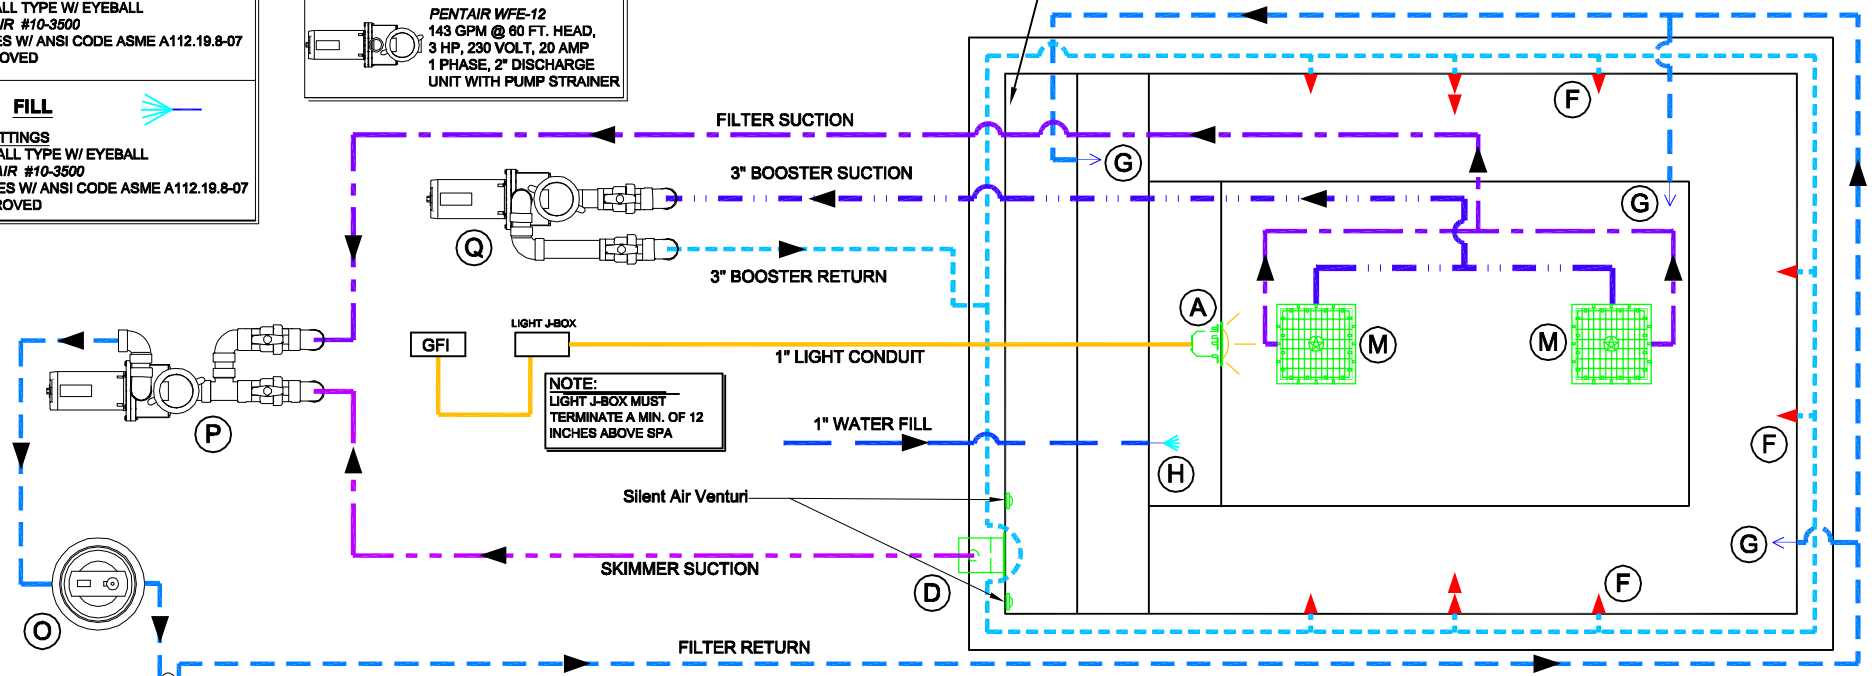 ALL TYPE W/ EYEBALL
AIR #10-3500
ES W/ ANSI CODE ASME A112.19.8-07
OVED
FILL
TTINGS
ALL TYPE W/ EYEBALL
AIR #10-3500
ES W/ ANSI CODE ASME A112.19.8-07
ROVED
PENTAIR WFE-12
143 GPM @ 60 FT. HEAD,
3 HP, 230 VOLT, 20 AMP
1 PHASE, 2" DISCHARGE
UNIT WITH PUMP STRAINER
FILTER SUCTION
3" BOOSTER SUCTION
Q
3" BOOSTER RETURN
LIGHT J-BOX
GFI
1" LIGHT CONDUIT
NOTE:
LIGHT J-BOX MUST
TERMINATE A MIN. OF 12
INCHES ABOVE SPA
P
1" WATER FILL
Silent Air Venturi
SKIMMER SUCTION
D
O
FILTER RETURN
F
G
G
A
M
M
F
H
G
F